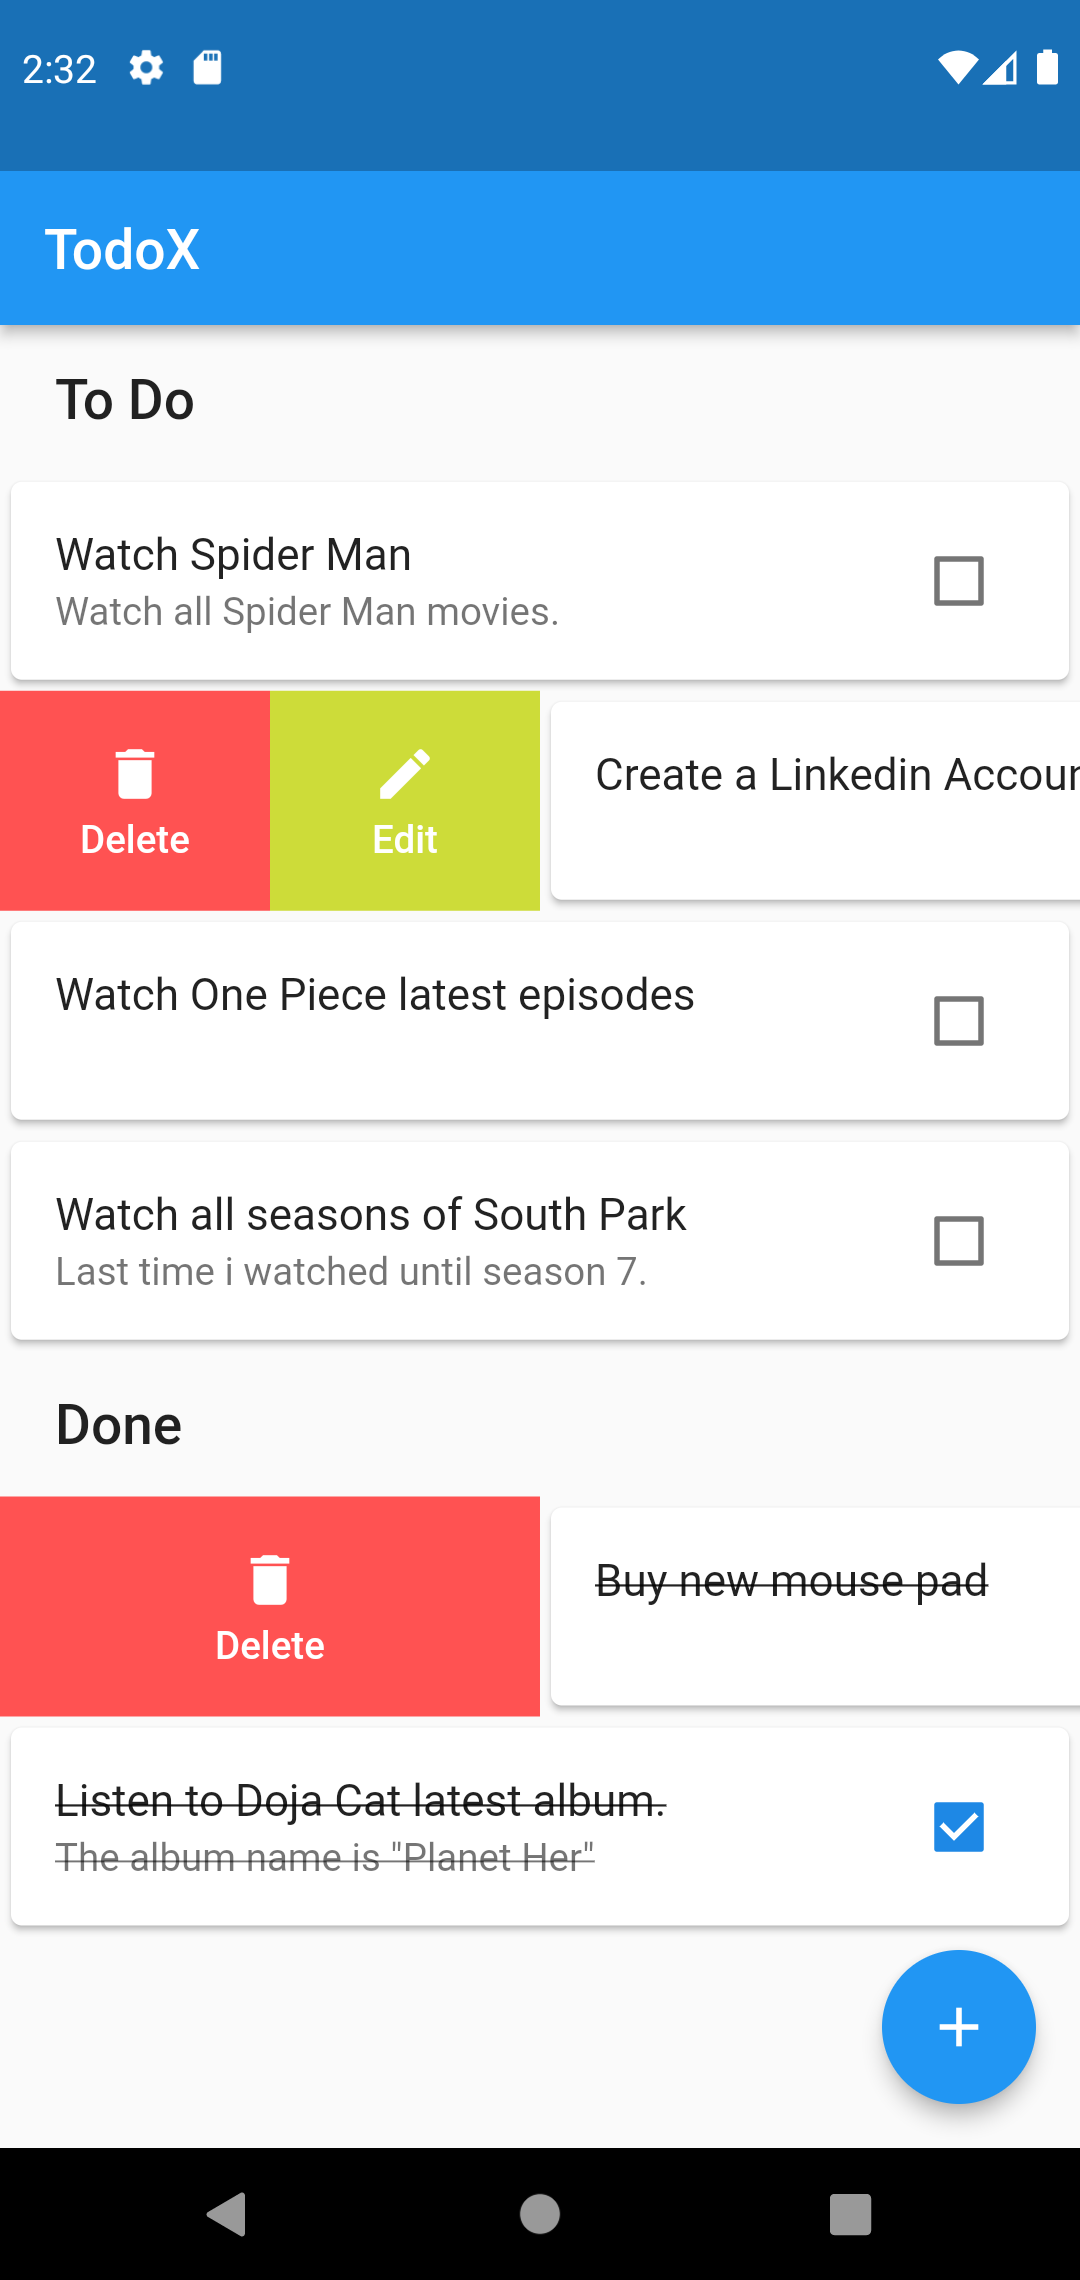 2:32
TodoX
To Do
Watch Spider Man
Watch all Spider Man movies.
Delete
Edit
Create a Linkedin Accoun
Watch One Piece latest episodes
Watch all seasons of South Park
Last time i watched until season 7.
Done
Delete
Buy new mouse pad
Listen to Doja Cat latest album.
The album name is "Planet Her"